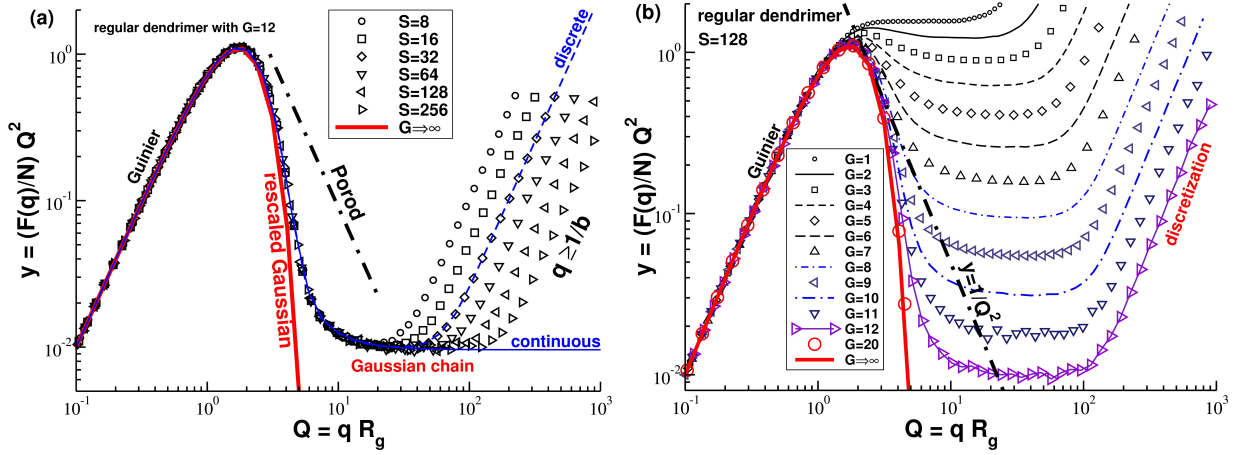 (a)
regular dendrimer with G=12
S=8
S=16
S=32
S=64
S=128
S=256
G⇒∞
discrete
Guinier
Porod
rescaled Gaussian
q ≥ 1/b
continuous
Gaussian chain
y = (F(q)/N) Q²
10⁰
10⁻¹
10⁻²
10⁻¹ 10⁰ 10¹ 10² 10³
Q = q R_g
(b)
regular dendrimer
S=128
Guinier
G=1
G=2
G=3
G=4
G=5
G=6
G=7
G=8
G=9
G=10
G=11
G=12
G=20
G⇒∞
y=1/Q²
discretization
y = (F(q)/N) Q²
10⁰
10⁻¹
10⁻²
10⁻¹ 10⁰ 10¹ 10² 10³
Q = q R_g